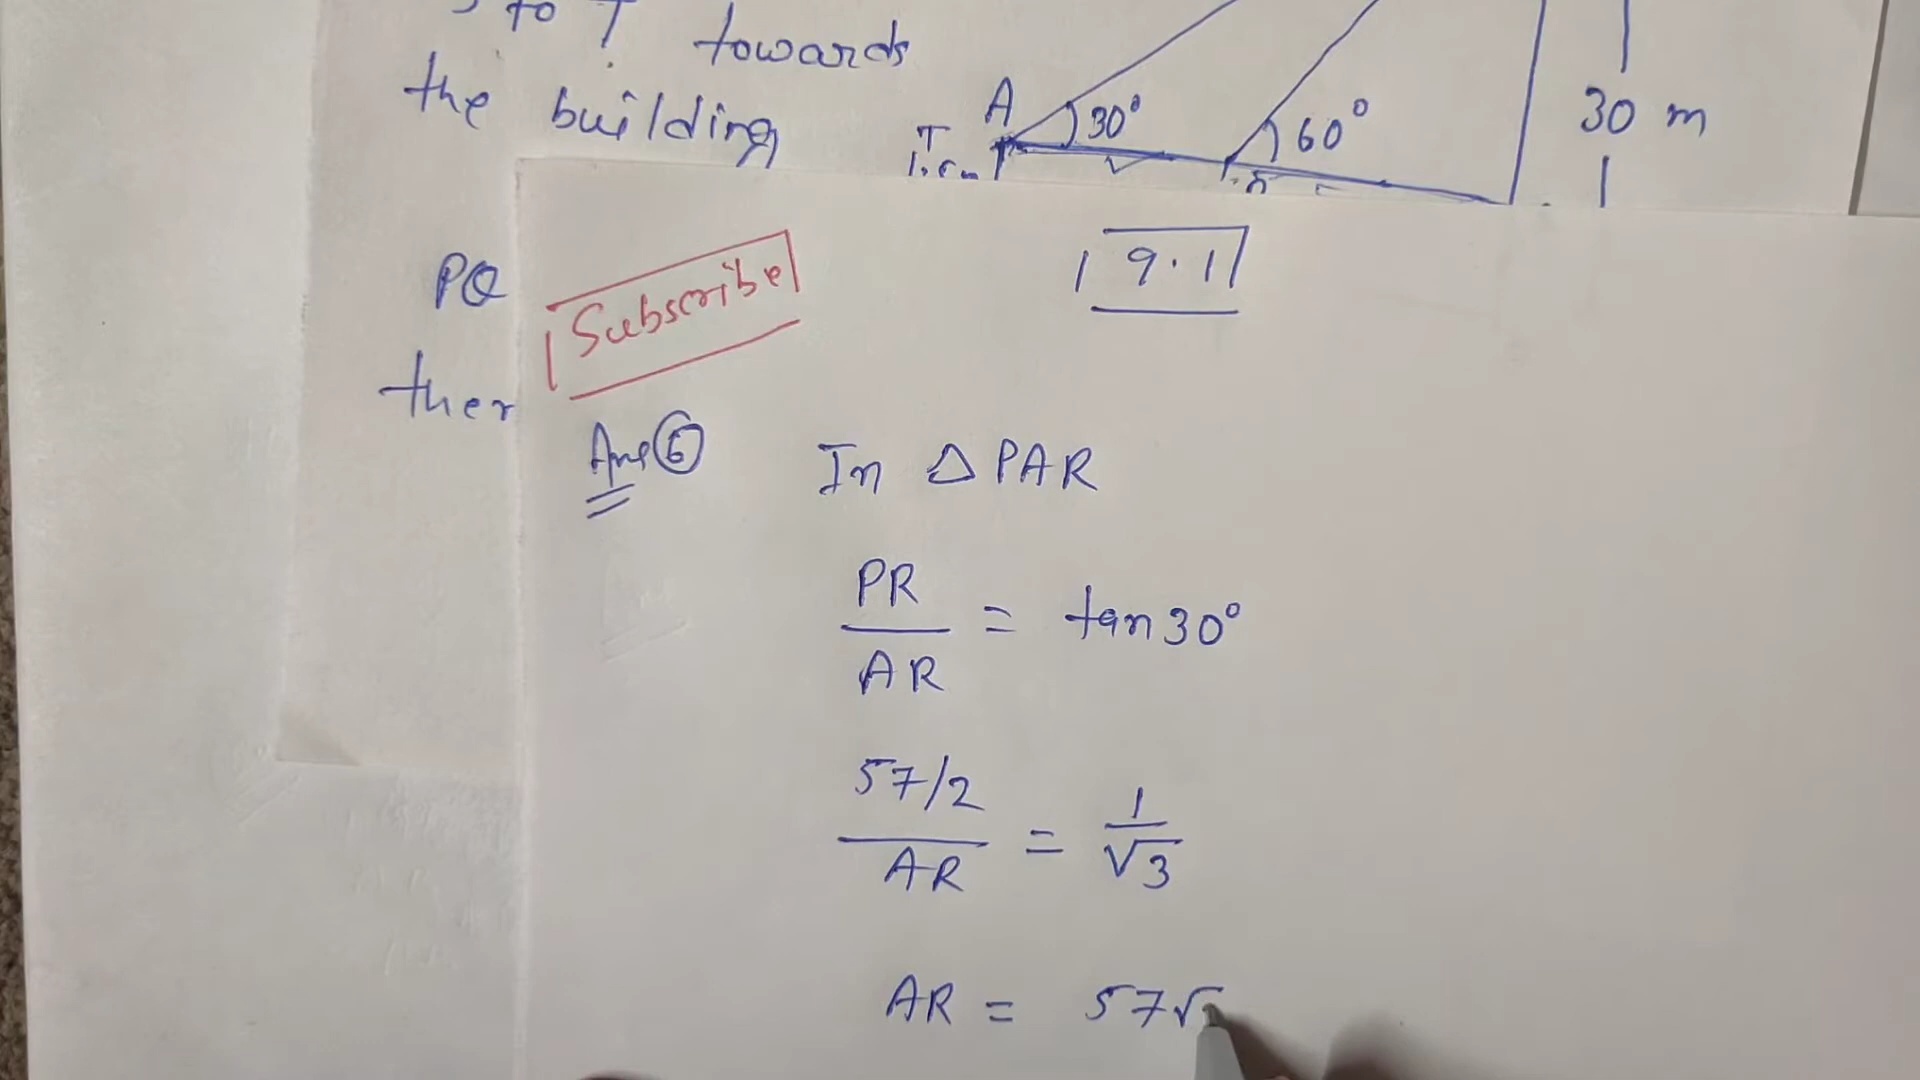 to T towards
the building
A 30° 60° 30 m
T
PQ
Subscribe
9.1
ther
Ans 6 In △ PAR
PR/AR = tan 30°
57/2/AR = 1/√3
AR = 57√